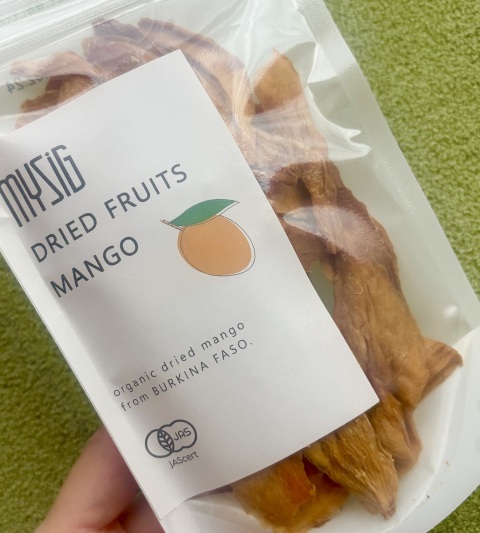 MYSiG
DRIED FRUITS
MANGO
organic dried mango
from BURKINA FASO.
JAS
JAScert